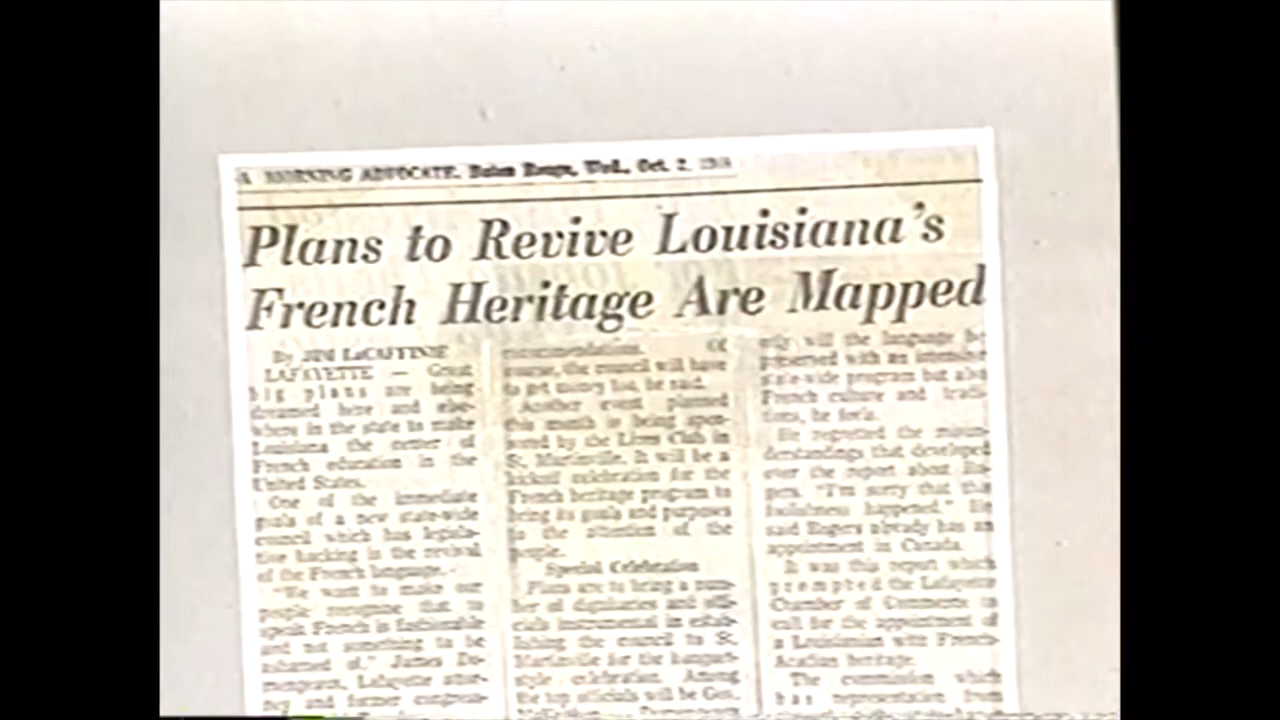 MORNING ADVOCATE, Baton Rouge, Wed., Oct. 2,
Plans to Revive Louisiana's
French Heritage Are Mapped
By JIM
LAFAYETTE — Great
big plans are being
dreamed here and else-
where in the state to make
Louisiana the center of
French education in the
United States.
One of the immediate
goals of a new state-wide
council which has legisla-
tive backing is the revival
of the French language.
"We want to make our
people recognize that to
speak French is fashionable
and not something to be
ashamed of," James Do-
mengeaux, Lafayette attor-
ney and former congress-
recommendation. Of
course, the council will have
to get money but, he said.
Another event planned
this month is being spon-
sored by the Lions Club in
St. Martinville. It will be a
kickoff celebration for the
French heritage program to
bring its goals and purposes
to the attention of the
people.
Special Celebration
Plans are to bring a num-
ber of dignitaries and offi-
cials instrumental in estab-
lishing the council to St.
Martinville for the banquet-
style celebration. Among
the top officials will be Gov.
only will the language be
preserved with an intensive
state-wide program but also
French culture and tradi-
tions, he feels.
He regretted the misun-
derstandings that developed
over the report about
"I'm sorry that this
foolishness happened." He
said Rogers already has an
appointment in Canada.
It was this report which
prompted the Lafayette
Chamber of Commerce to
call for the appointment of
a Louisianian with French-
Acadian heritage.
The commission which
has representation from